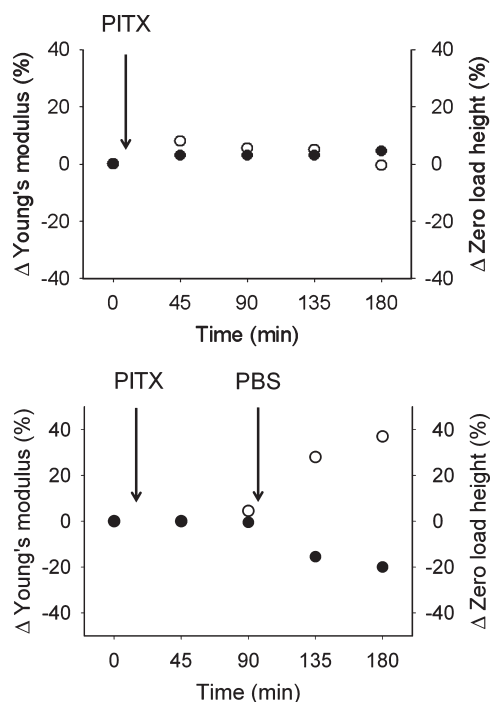 PITX
40
20
0
-20
-40
Δ Young's modulus (%)
40
20
0
-20
-40
Δ Zero load height (%)
0 45 90 135 180
Time (min)
PITX PBS
40
20
0
-20
-40
Δ Young's modulus (%)
40
20
0
-20
-40
Δ Zero load height (%)
0 45 90 135 180
Time (min)